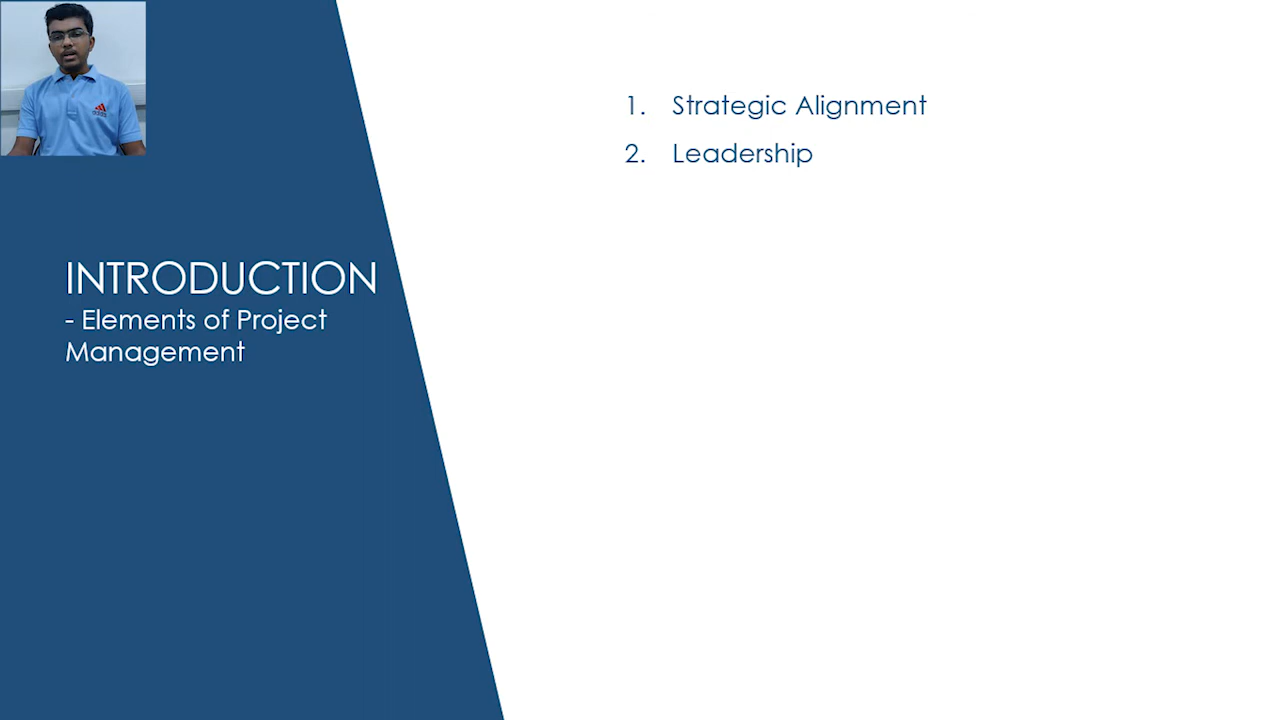 INTRODUCTION
- Elements of Project
Management
1. Strategic Alignment
2. Leadership